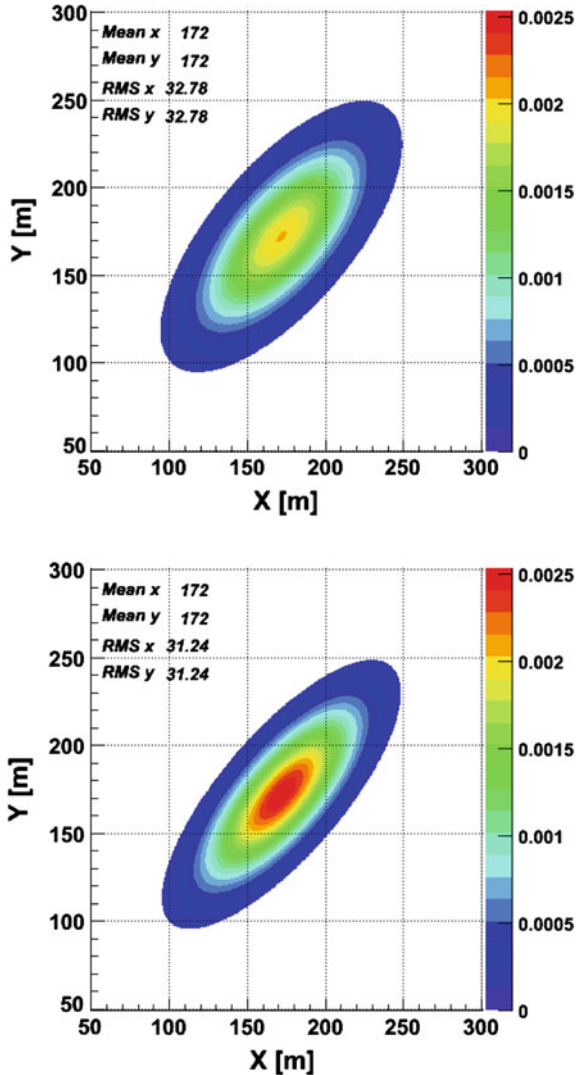 300
250
200
150
100
50
Y [m]
Mean x 172
Mean y 172
RMS x 32.78
RMS y 32.78
0.0025
0.002
0.0015
0.001
0.0005
0
50 100 150 200 250 300
X [m]
300
250
200
150
100
50
Y [m]
Mean x 172
Mean y 172
RMS x 31.24
RMS y 31.24
0.0025
0.002
0.0015
0.001
0.0005
0
50 100 150 200 250 300
X [m]